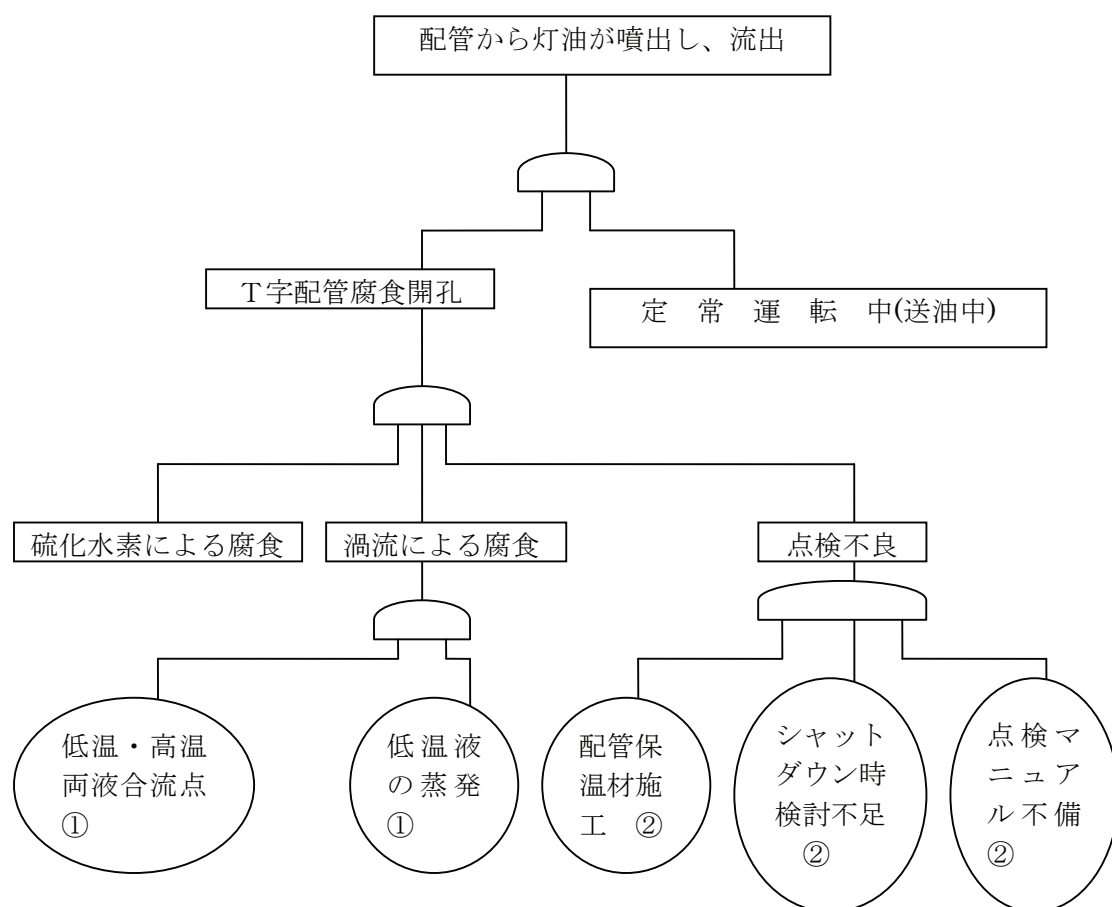 配管から灯油が噴出し、流出
T字配管腐食開孔
定常運転中(送油中)
硫化水素による腐食
渦流による腐食
点検不良
低温・高温
両液合流点
①
低温液
の蒸発
①
配管保
温材施
工 ②
シャット
ダウン時
検討不足
②
点検マ
ニュア
ル不備
②